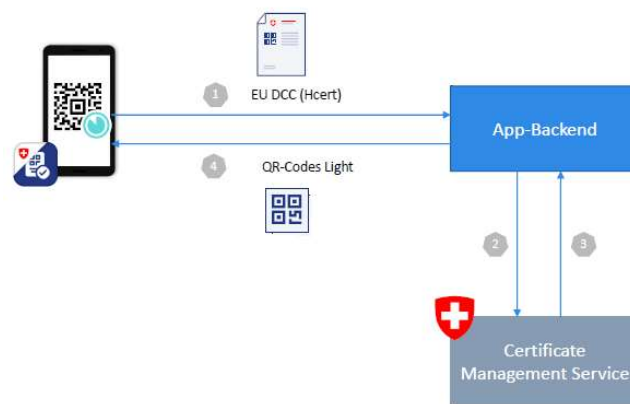 1
EU DCC (Hcert)
App-Backend
4
QR-Codes Light
2
3
Certificate
Management Service